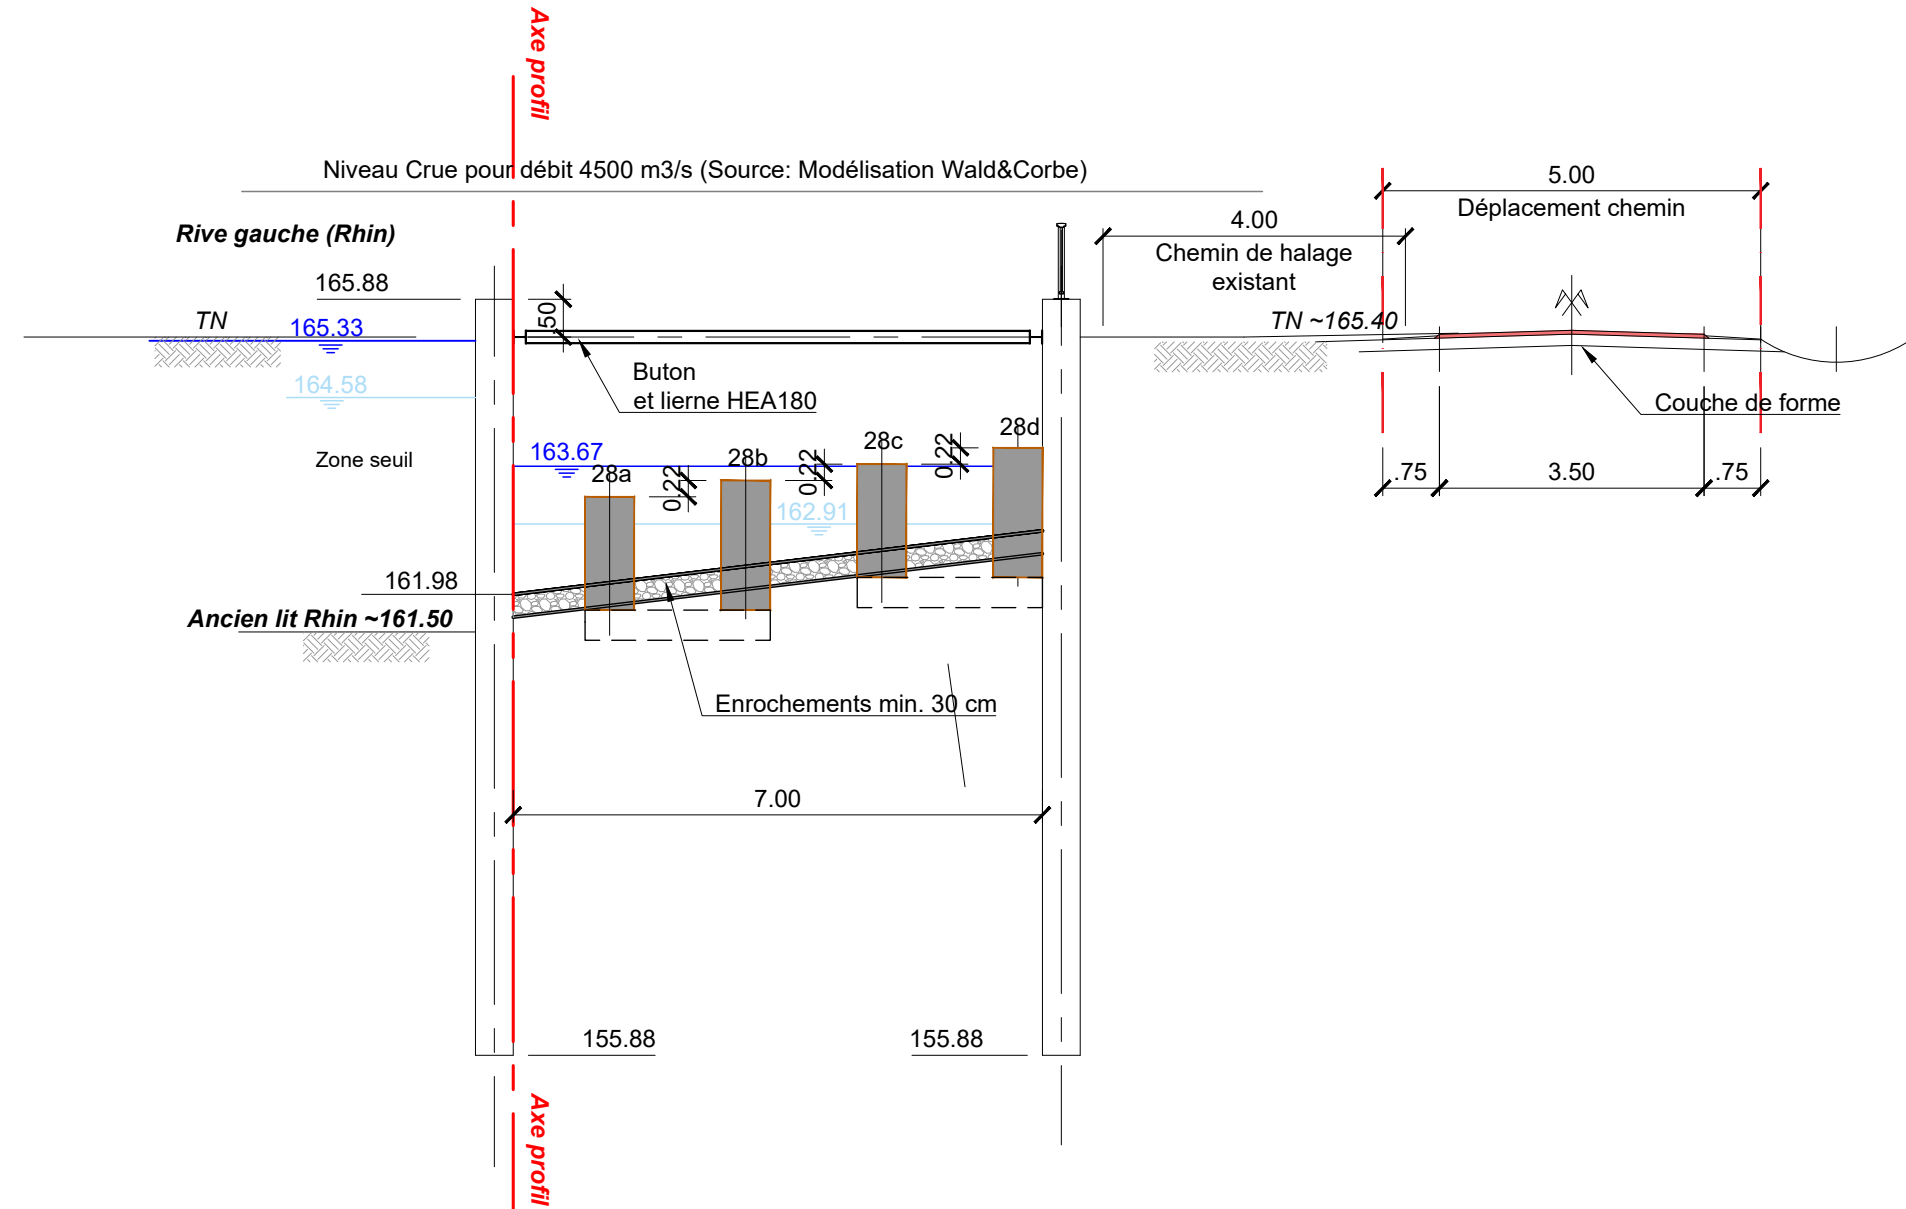 Axe profil
Niveau Crue pour débit 4500 m3/s (Source: Modélisation Wald&Corbe)
5.00
Déplacement chemin
4.00
Chemin de halage
existant
Rive gauche (Rhin)
165.88
.50
TN
165.33
TN ~165.40
164.58
Buton
et lierne HEA180
Couche de forme
Zone seuil
163.67
28a
28b
28c
28d
0.22
0.22
0.22
.75
3.50
.75
162.91
161.98
Ancien lit Rhin ~161.50
Enrochements min. 30 cm
7.00
155.88
155.88
Axe profil